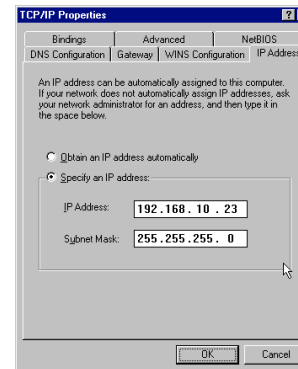 TCP/IP Properties ?
Bindings Advanced NetBIOS
DNS Configuration Gateway WINS Configuration IP Address
An IP address can be automatically assigned to this computer.
If your network does not automatically assign IP addresses, ask
your network administrator for an address, and then type it in
the space below.
Obtain an IP address automatically
Specify an IP address:
IP Address: 192.168.10.23
Subnet Mask: 255.255.255.0
OK Cancel